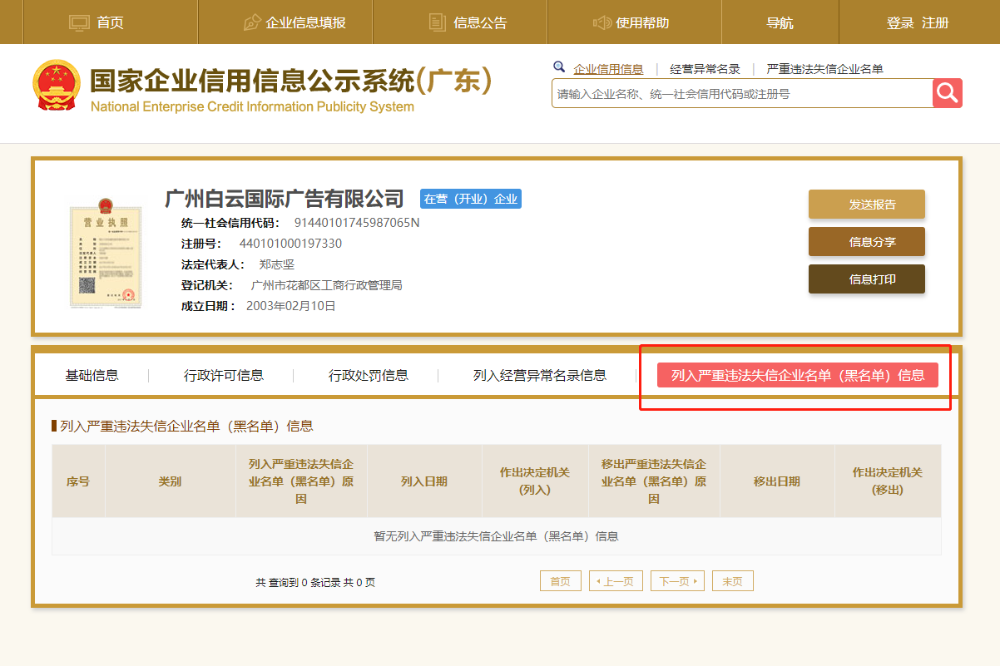 首页
企业信息填报
信息公告
使用帮助
导航
登录 注册
国家企业信用信息公示系统(广东)
National Enterprise Credit Information Publicity System
企业信用信息 | 经营异常名录 | 严重违法失信企业名单
请输入企业名称、统一社会信用代码或注册号
营业执照
广州白云国际广告有限公司 在营（开业）企业
统一社会信用代码： 91440101745987065N
注册号： 440101000197330
法定代表人： 郑志坚
登记机关： 广州市花都区工商行政管理局
成立日期： 2003年02月10日
发送报告
信息分享
信息打印
基础信息
行政许可信息
行政处罚信息
列入经营异常名录信息
列入严重违法失信企业名单（黑名单）信息
列入严重违法失信企业名单（黑名单）信息
序号
类别
列入严重违法失信企
业名单（黑名单）原
因
列入日期
作出决定机关
(列入)
移出严重违法失信企
业名单（黑名单）原
因
移出日期
作出决定机关
(移出)
暂无列入严重违法失信企业名单（黑名单）信息
共 查询到 0 条记录 共 0 页
首页
上一页
下一页
末页